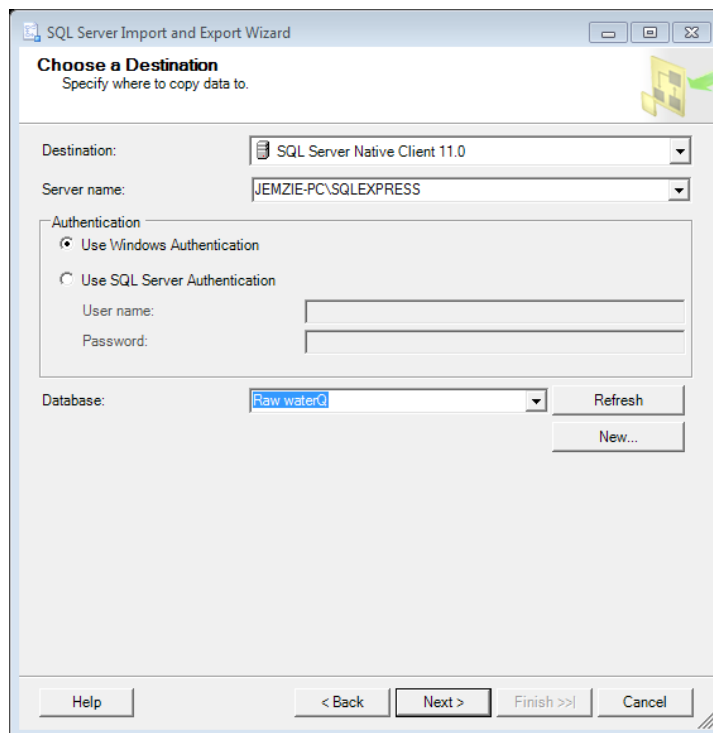 SQL Server Import and Export Wizard
Choose a Destination
Specify where to copy data to.
Destination: SQL Server Native Client 11.0
Server name: JEMZIE-PC\SQLEXPRESS
Authentication
Use Windows Authentication
Use SQL Server Authentication
User name:
Password:
Database: Raw waterQ Refresh
New...
Help < Back Next > Finish >>| Cancel